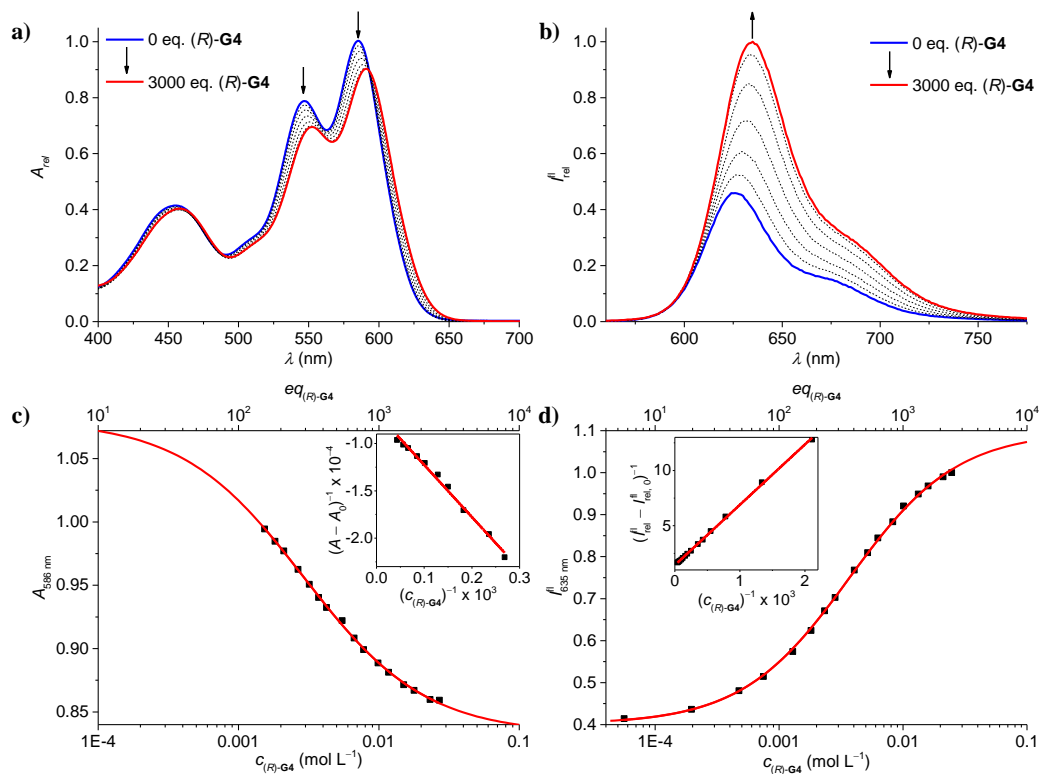 a)
0 eq. (R)-G4
3000 eq. (R)-G4
1.0
0.8
0.6
0.4
0.2
0.0
A_rel
400 450 500 550 600 650 700
λ (nm)
b)
0 eq. (R)-G4
3000 eq. (R)-G4
1.0
0.8
0.6
0.4
0.2
0.0
I^fl_rel
600 650 700 750
λ (nm)
c)
eq_(R)-G4
10^1 10^2 10^3 10^4
1.05
1.00
0.95
0.90
0.85
A_586 nm
1E-4 0.001 0.01 0.1
c_(R)-G4 (mol L^−1)
-1.0
-1.5
-2.0
(A − A_0)^−1 x 10^−4
0.0 0.1 0.2 0.3
(c_(R)-G4)^−1 x 10^3
d)
eq_(R)-G4
10^1 10^2 10^3 10^4
1.1
1.0
0.9
0.8
0.7
0.6
0.5
0.4
I^fl_635 nm
1E-4 0.001 0.01 0.1
c_(R)-G4 (mol L^−1)
10
5
(I^fl_rel − I^fl_rel, 0)^−1
0 1 2
(c_(R)-G4)^−1 x 10^3